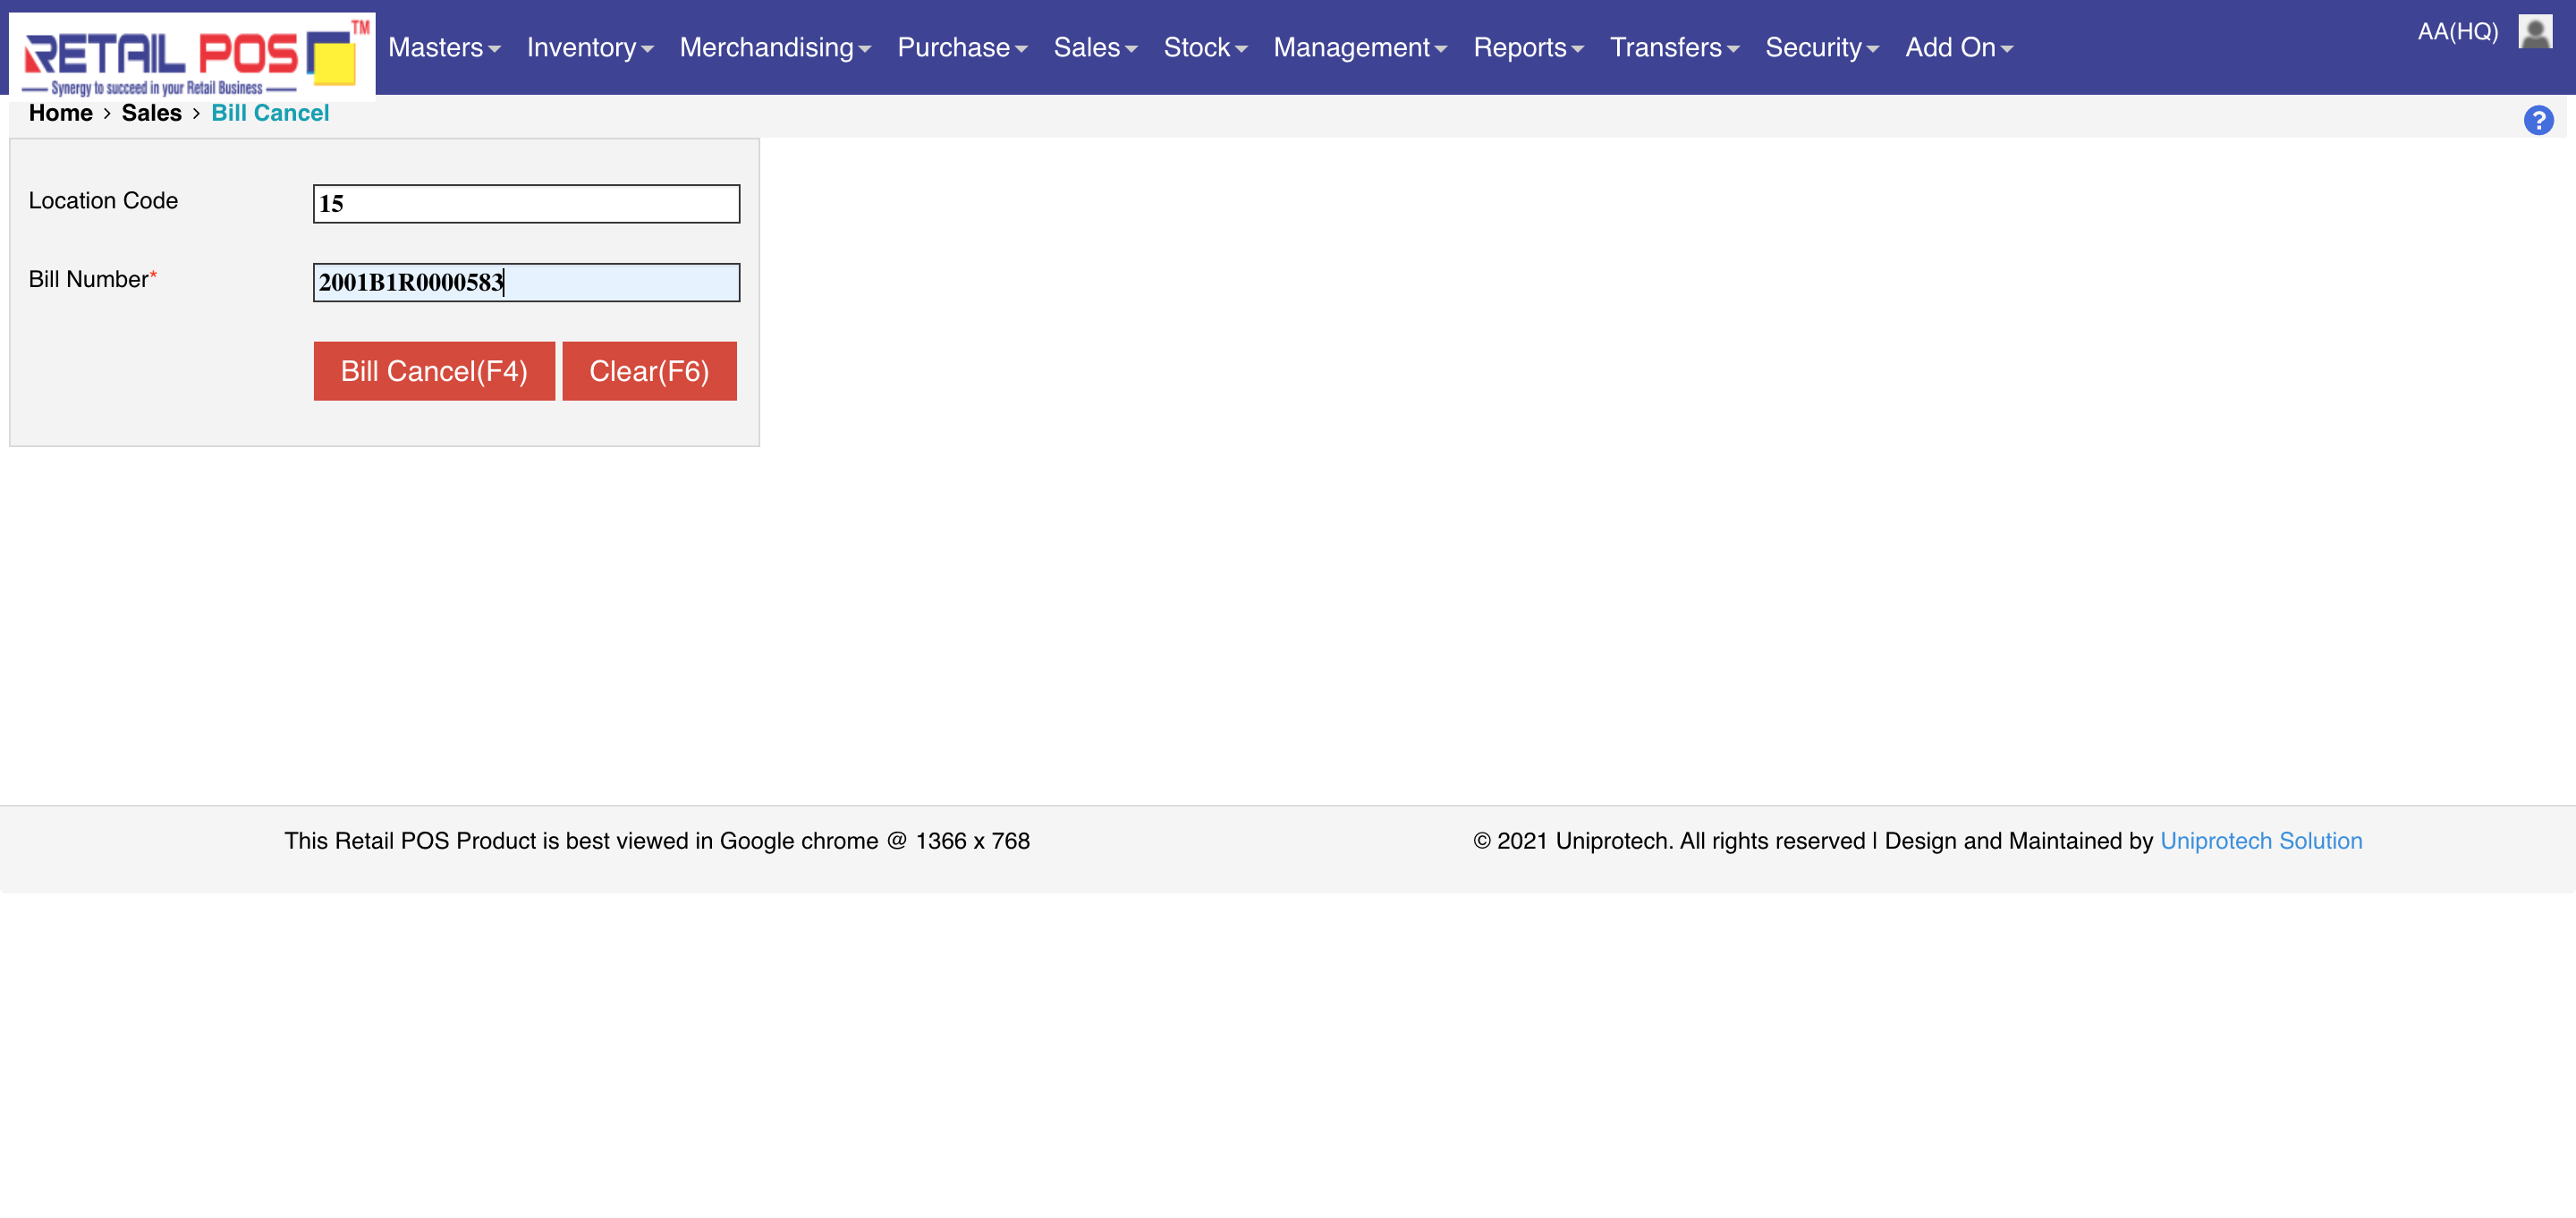 RETAIL POS TM
Synergy to succeed in your Retail Business
Masters Inventory Merchandising Purchase Sales Stock Management Reports Transfers Security Add On
AA(HQ)
Home > Sales > Bill Cancel
?
Location Code 15
Bill Number* 2001B1R0000583
Bill Cancel(F4) Clear(F6)
This Retail POS Product is best viewed in Google chrome @ 1366 x 768
© 2021 Uniprotech. All rights reserved | Design and Maintained by Uniprotech Solution